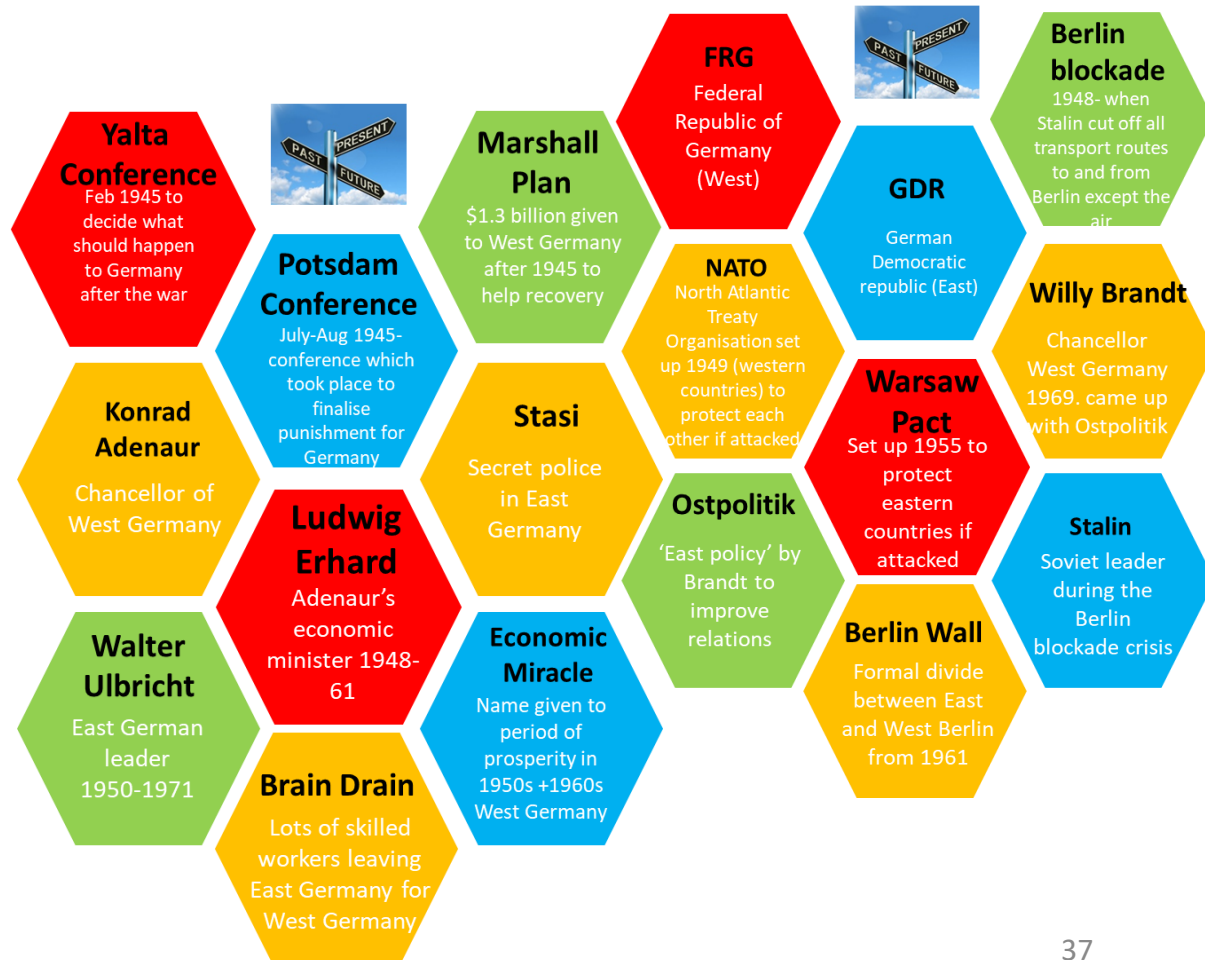 Yalta
Conference
Feb 1945 to
decide what
should happen
to Germany
after the war
PAST
PRESENT
FUTURE
Potsdam
Conference
July-Aug 1945-
conference which
took place to
finalise
punishment for
Germany
Marshall
Plan
$1.3 billion given
to West Germany
after 1945 to
help recovery
FRG
Federal
Republic of
Germany
(West)
PAST
PRESENT
FUTURE
GDR
German
Democratic
republic (East)
Berlin
blockade
1948- when
Stalin cut off all
transport routes
to and from
Berlin except the
air
NATO
North Atlantic
Treaty
Organisation set
up 1949 (western
countries) to
protect each
other if attacked
Willy Brandt
Chancellor
West Germany
1969. came up
with Ostpolitik
Konrad
Adenaur
Chancellor of
West Germany
Stasi
Secret police
in East
Germany
Warsaw
Pact
Set up 1955 to
protect
eastern
countries if
attacked
Ludwig
Erhard
Adenaur’s
economic
minister 1948-
61
Ostpolitik
‘East policy’ by
Brandt to
improve
relations
Stalin
Soviet leader
during the
Berlin
blockade crisis
Walter
Ulbricht
East German
leader
1950-1971
Economic
Miracle
Name given to
period of
prosperity in
1950s +1960s
West Germany
Berlin Wall
Formal divide
between East
and West Berlin
from 1961
Brain Drain
Lots of skilled
workers leaving
East Germany for
West Germany
37